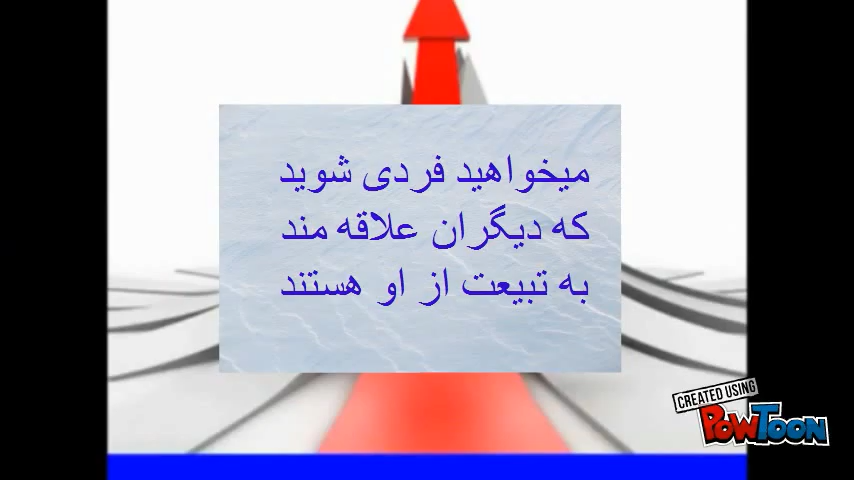 میخواهید فردی شوید
که دیگران علاقه مند
به تبیعت از او هستند
CREATED USING
POWTOON